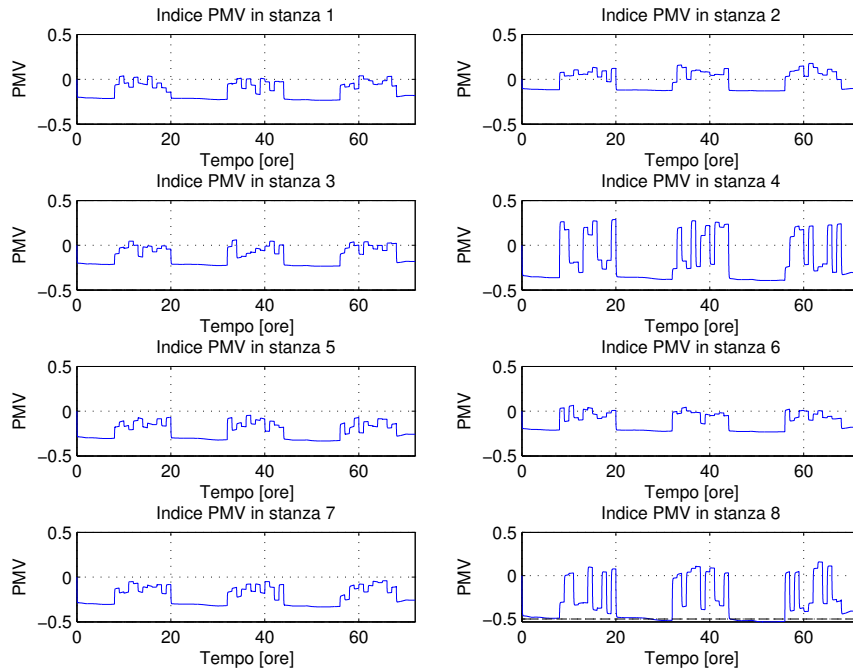 Indice PMV in stanza 1
0.5
0
−0.5
PMV
0 20 40 60
Tempo [ore]
Indice PMV in stanza 2
0.5
0
−0.5
PMV
0 20 40 60
Tempo [ore]
Indice PMV in stanza 3
0.5
0
−0.5
PMV
0 20 40 60
Tempo [ore]
Indice PMV in stanza 4
0.5
0
−0.5
PMV
0 20 40 60
Tempo [ore]
Indice PMV in stanza 5
0.5
0
−0.5
PMV
0 20 40 60
Tempo [ore]
Indice PMV in stanza 6
0.5
0
−0.5
PMV
0 20 40 60
Tempo [ore]
Indice PMV in stanza 7
0.5
0
−0.5
PMV
0 20 40 60
Tempo [ore]
Indice PMV in stanza 8
0.5
0
−0.5
PMV
0 20 40 60
Tempo [ore]